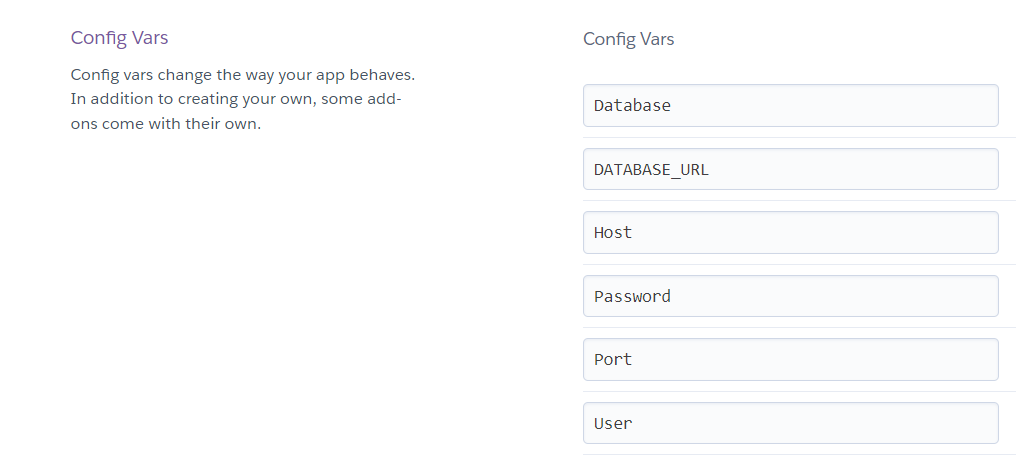 Config Vars
Config vars change the way your app behaves.
In addition to creating your own, some add-
ons come with their own.
Config Vars
Database
DATABASE_URL
Host
Password
Port
User